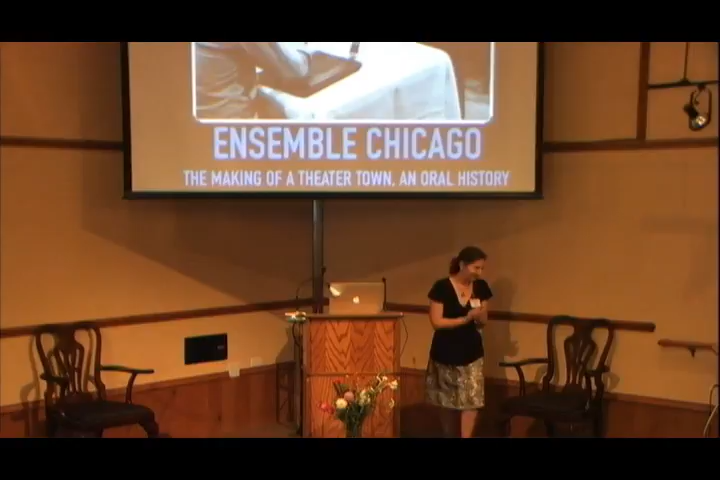 ENSEMBLE CHICAGO
THE MAKING OF A THEATER TOWN, AN ORAL HISTORY